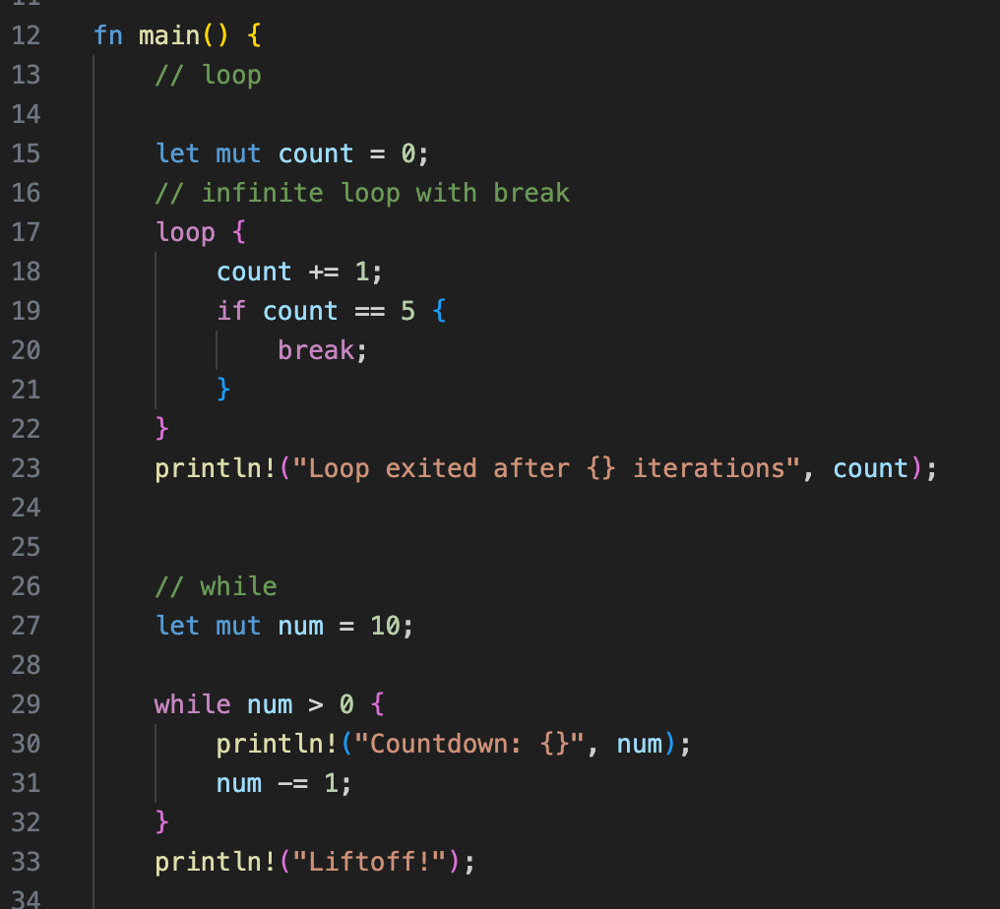 11
12 fn main() {
13     // loop
14
15     let mut count = 0;
16     // infinite loop with break
17     loop {
18         count += 1;
19         if count == 5 {
20             break;
21         }
22     }
23     println!("Loop exited after {} iterations", count);
24
25
26     // while
27     let mut num = 10;
28
29     while num > 0 {
30         println!("Countdown: {}", num);
31         num -= 1;
32     }
33     println!("Liftoff!");
34